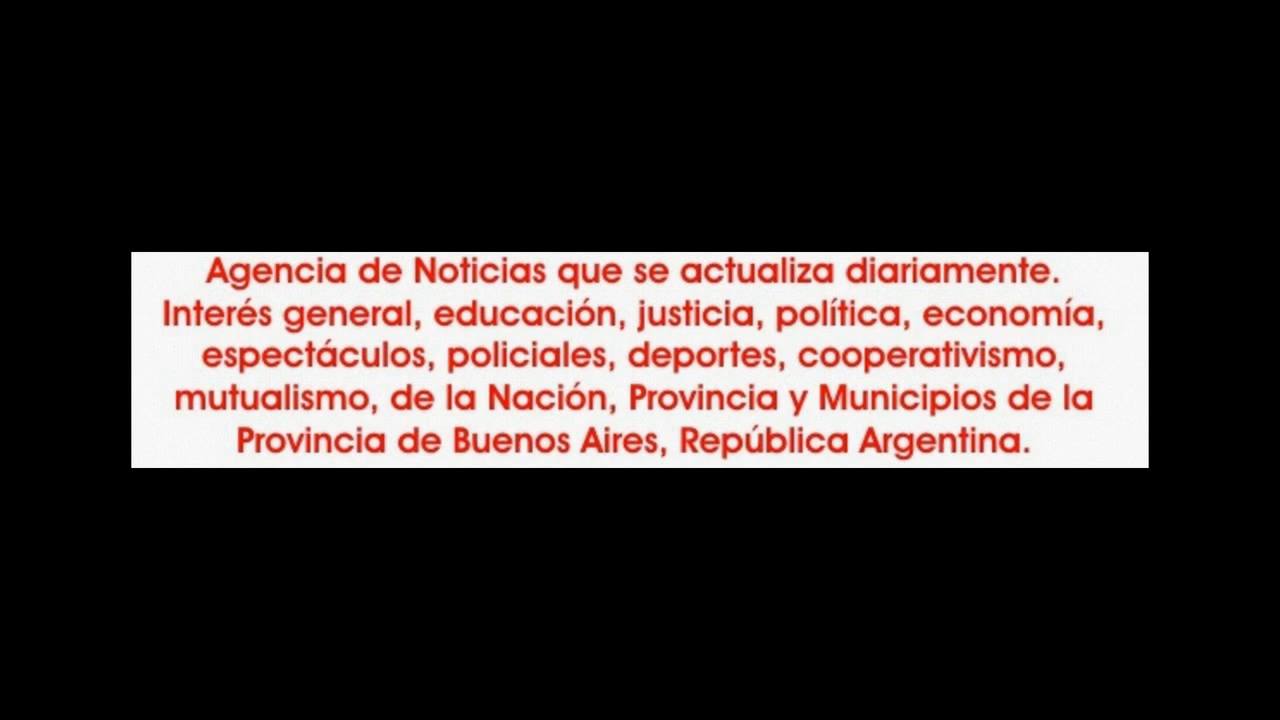 Agencia de Noticias que se actualiza diariamente.
Interés general, educación, justicia, política, economía,
espectáculos, policiales, deportes, cooperativismo,
mutualismo, de la Nación, Provincia y Municipios de la
Provincia de Buenos Aires, República Argentina.